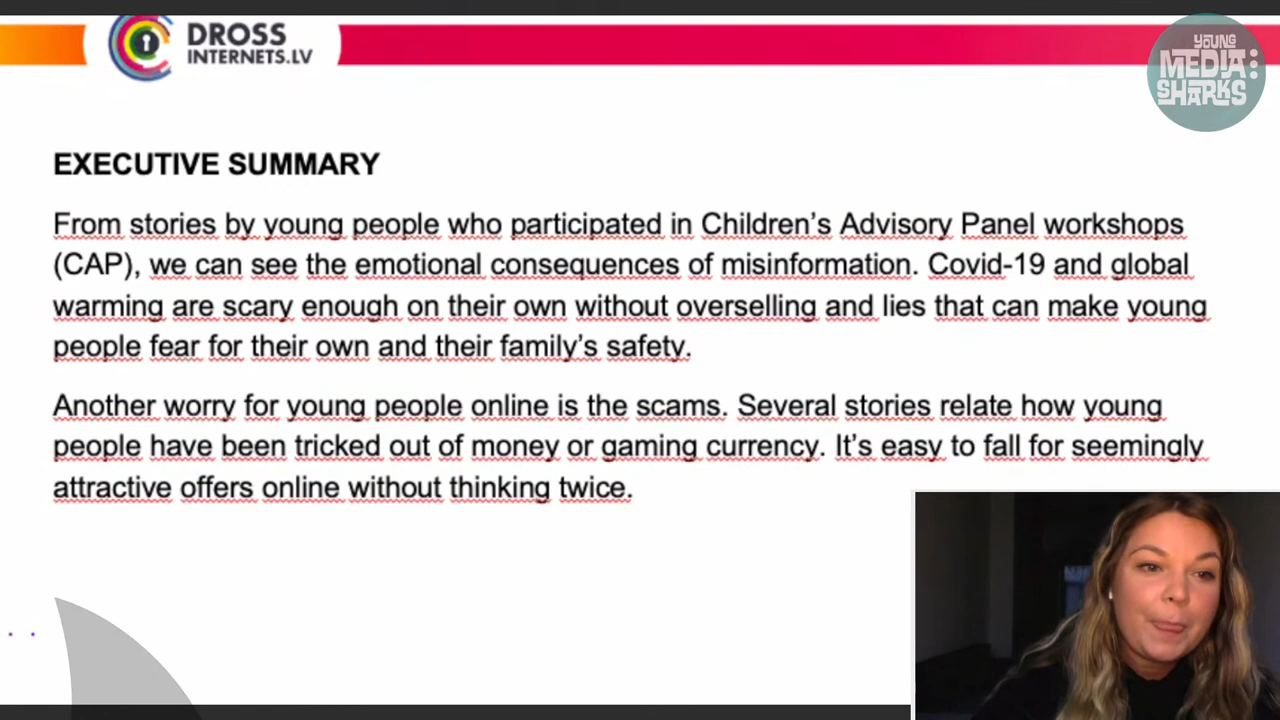 DROSS
INTERNETS.LV
YOUNG
MEDIA:
SHARKS
EXECUTIVE SUMMARY
From stories by young people who participated in Children’s Advisory Panel workshops
(CAP), we can see the emotional consequences of misinformation. Covid-19 and global
warming are scary enough on their own without overselling and lies that can make young
people fear for their own and their family’s safety.
Another worry for young people online is the scams. Several stories relate how young
people have been tricked out of money or gaming currency. It’s easy to fall for seemingly
attractive offers online without thinking twice.